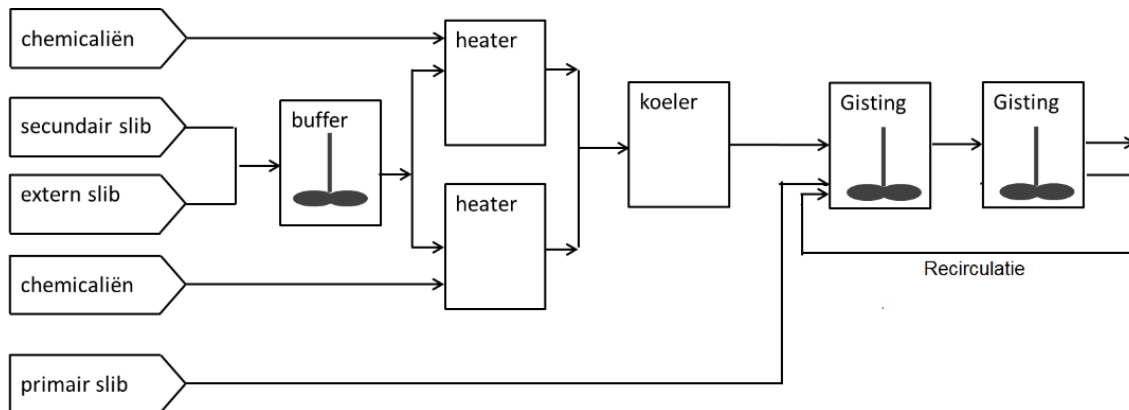 chemicaliën
heater
secundair slib
buffer
koeler
Gisting
Gisting
extern slib
heater
chemicaliën
Recirculatie
primair slib